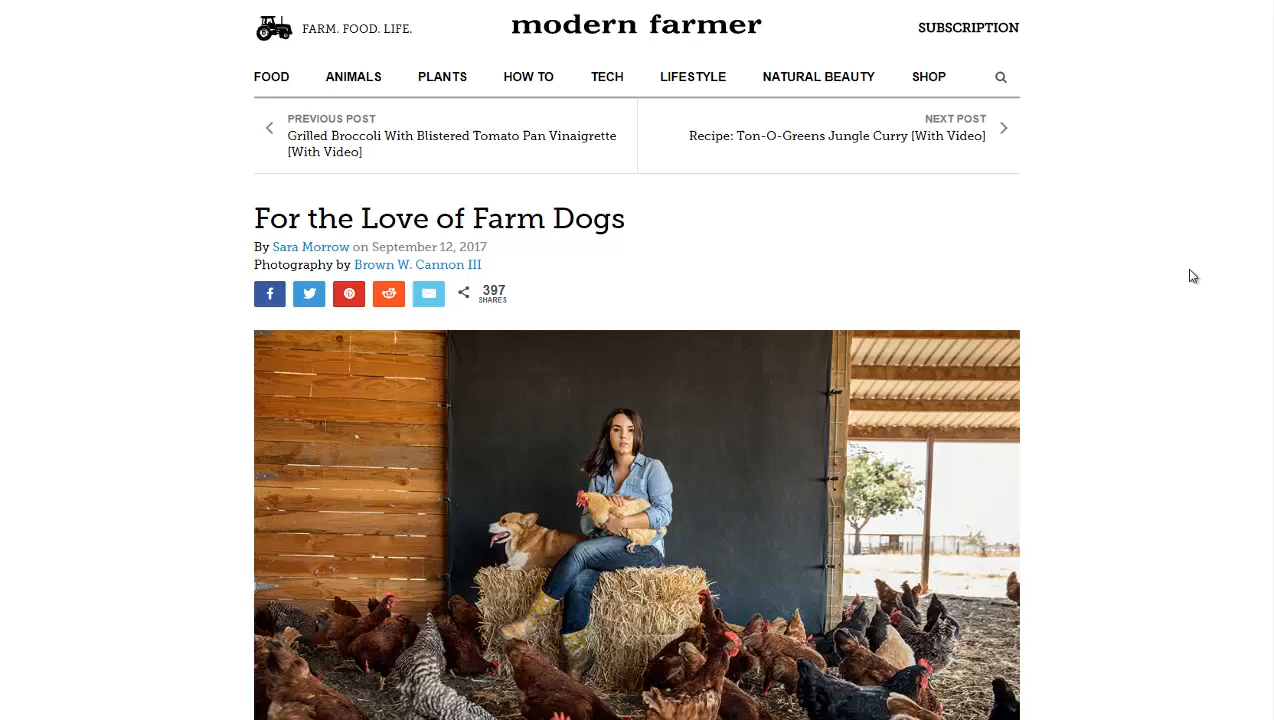 FARM. FOOD. LIFE.
modern farmer
SUBSCRIPTION
FOOD
ANIMALS
PLANTS
HOW TO
TECH
LIFESTYLE
NATURAL BEAUTY
SHOP
PREVIOUS POST
Grilled Broccoli With Blistered Tomato Pan Vinaigrette
[With Video]
NEXT POST
Recipe: Ton-O-Greens Jungle Curry [With Video]
For the Love of Farm Dogs
By Sara Morrow on September 12, 2017
Photography by Brown W. Cannon III
397
SHARES